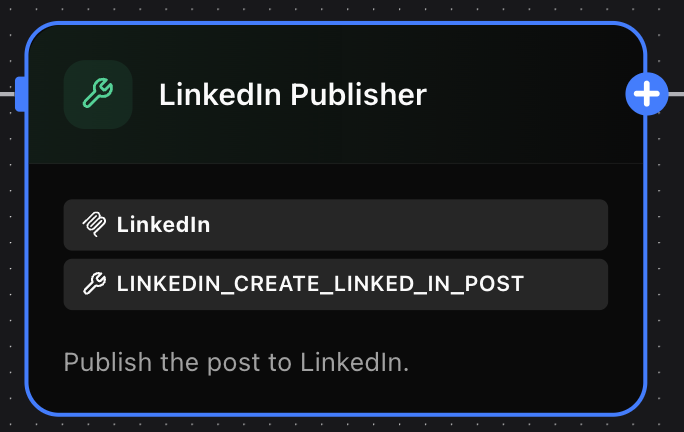 LinkedIn Publisher
LinkedIn
LINKEDIN_CREATE_LINKED_IN_POST
Publish the post to LinkedIn.